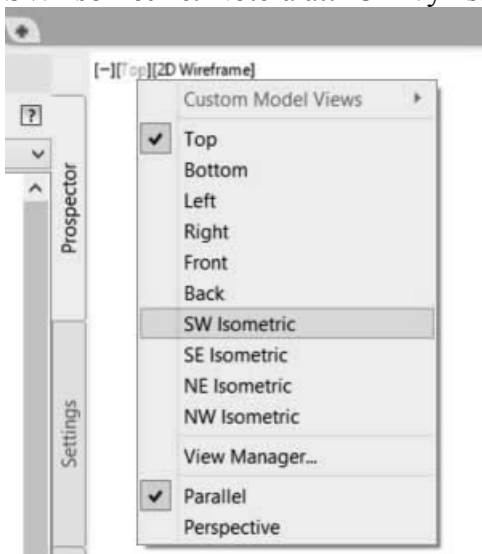 [−][Top][2D Wireframe]
Custom Model Views
Top
Bottom
Left
Right
Front
Back
SW Isometric
SE Isometric
NE Isometric
NW Isometric
View Manager...
Parallel
Perspective
?
Prospector
Settings